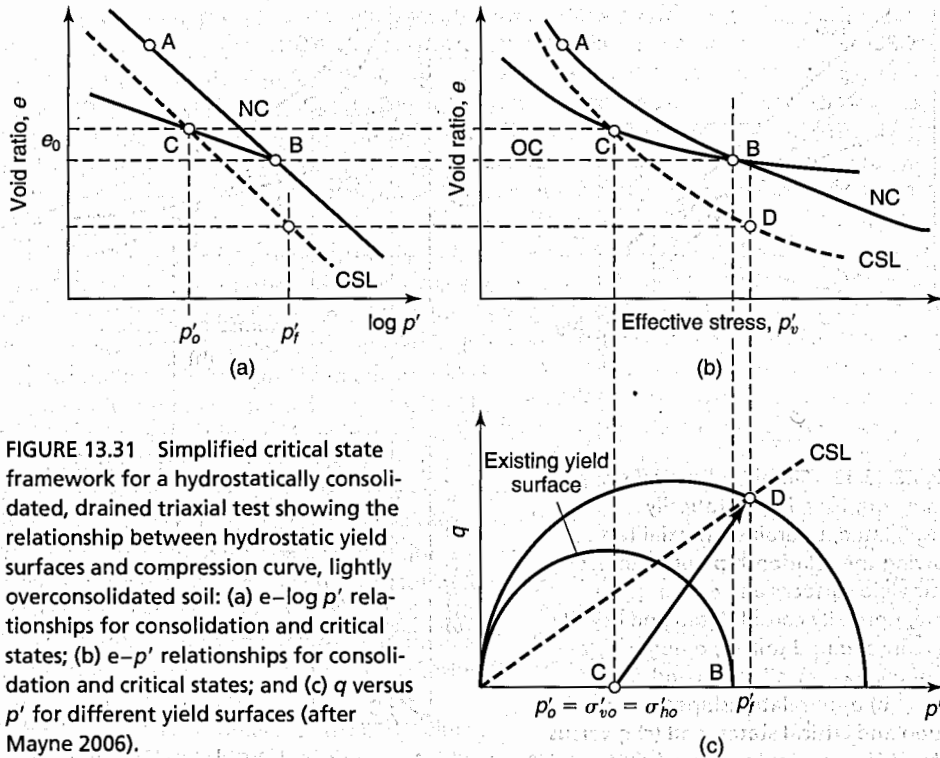 Void ratio, e
e₀
A
NC
C
B
CSL
p′ₒ
p′f
log p′
(a)
Void ratio, e
A
OC
C
B
NC
D
CSL
Effective stress, p′ᵥ
(b)
FIGURE 13.31 Simplified critical state
framework for a hydrostatically consoli-
dated, drained triaxial test showing the
relationship between hydrostatic yield
surfaces and compression curve, lightly
overconsolidated soil: (a) e–log p′ rela-
tionships for consolidation and critical
states; (b) e–p′ relationships for consoli-
dation and critical states; and (c) q versus
p′ for different yield surfaces (after
Mayne 2006).
q
Existing yield
surface
CSL
D
C
B
p′ₒ = σ′vo = σ′ho
p′f
p′
(c)